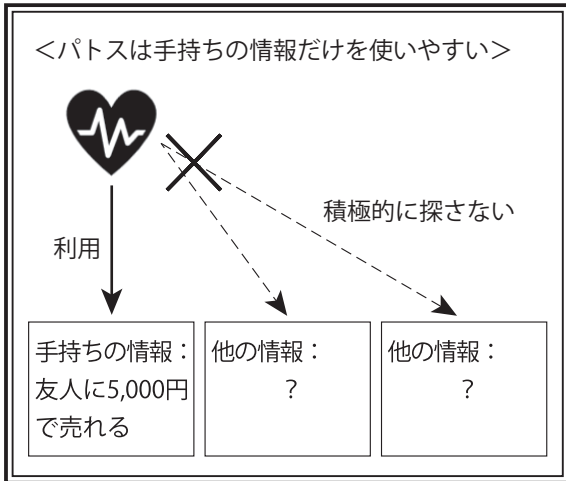 ＜パトスは手持ちの情報だけを使いやすい＞
積極的に探さない
利用
手持ちの情報：
友人に5,000円
で売れる
他の情報：
？
他の情報：
？